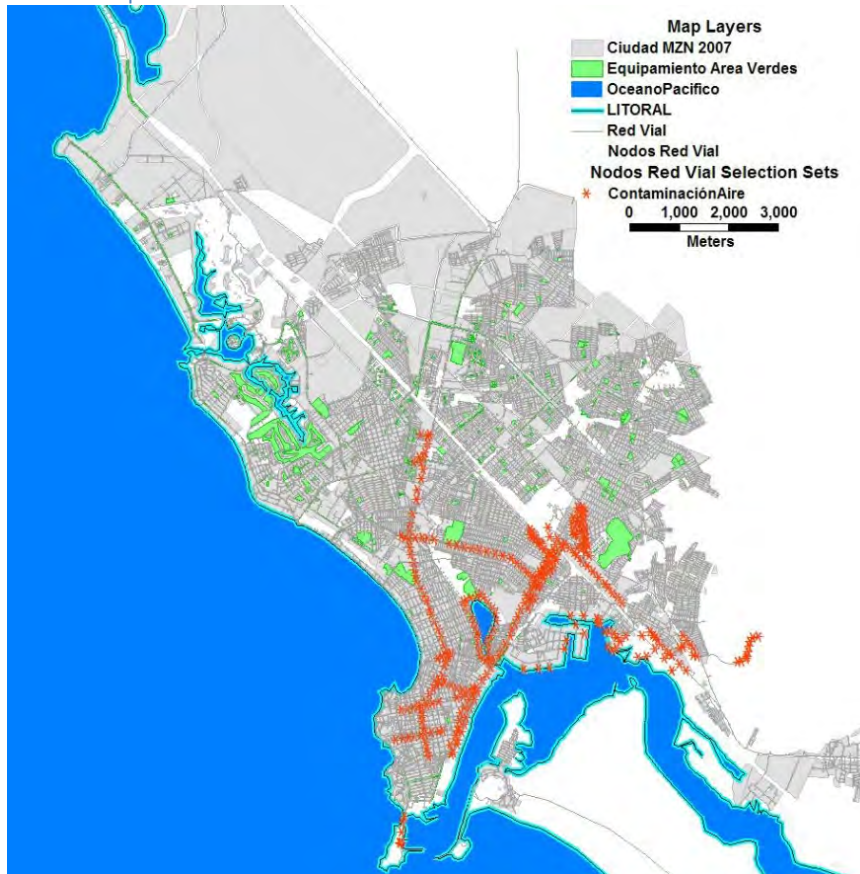 Map Layers
Ciudad MZN 2007
Equipamiento Area Verdes
OceanoPacifico
LITORAL
Red Vial
Nodos Red Vial
Nodos Red Vial Selection Sets
ContaminaciónAire
0 1,000 2,000 3,000
Meters